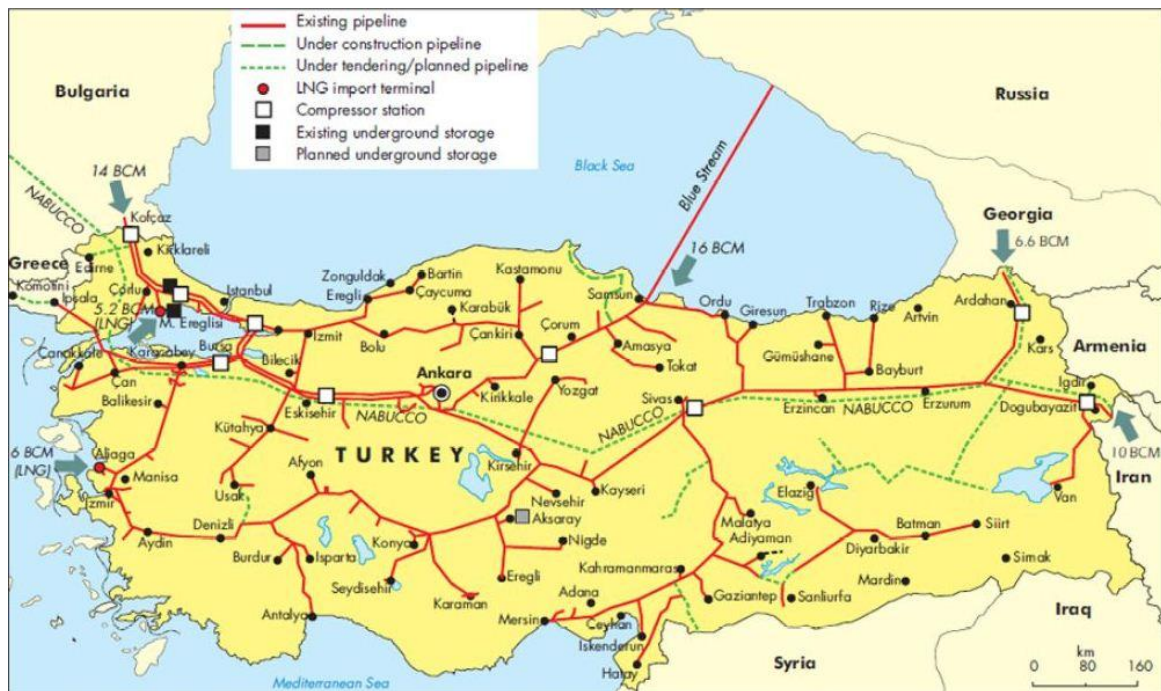 Existing pipeline
Under construction pipeline
Under tendering/planned pipeline
LNG import terminal
Compressor station
Existing underground storage
Planned underground storage
Bulgaria
Russia
Black Sea
Blue Stream
14 BCM
NABUCCO
Kofçaz
Georgia
6.6 BCM
16 BCM
Greece
Edirne
Kirklareli
Komotini
Ipsala
Çorlu
Istanbul
5.2 BCM
(LNG)
M. Ereglisi
Zonguldak
Bartin
Eregli
Çaycuma
Kastamonu
Karabük
Samsun
Ordu
Giresun
Trabzon
Rize
Artvin
Ardahan
Kars
Armenia
Çanakkale
Karacabey
Bursa
Bilecik
Izmit
Bolu
Çankiri
Çorum
Amasya
Tokat
Gümüshane
Bayburt
Igdir
Çan
Balikesir
Eskisehir
NABUCCO
Ankara
Kirikkale
Yozgat
Sivas
NABUCCO
Erzincan
NABUCCO
Erzurum
Dogubayazit
10 BCM
Iran
6 BCM
(LNG)
Aliaga
Manisa
Izmir
Kütahya
Usak
Afyon
TURKEY
Kirsehir
Nevsehir
Kayseri
Aksaray
Nigde
Elazig
Malatya
Adiyaman
Batman
Siirt
Diyarbakir
Van
Simak
Mardin
Aydin
Denizli
Burdur
Isparta
Konya
Seydisehir
Karaman
Eregli
Kahramanmaras
Gaziantep
Sanliurfa
Adana
Mersin
Ceyhan
Iskenderun
Hatay
Antalya
Iraq
Syria
Mediterranean Sea
km
0 80 160